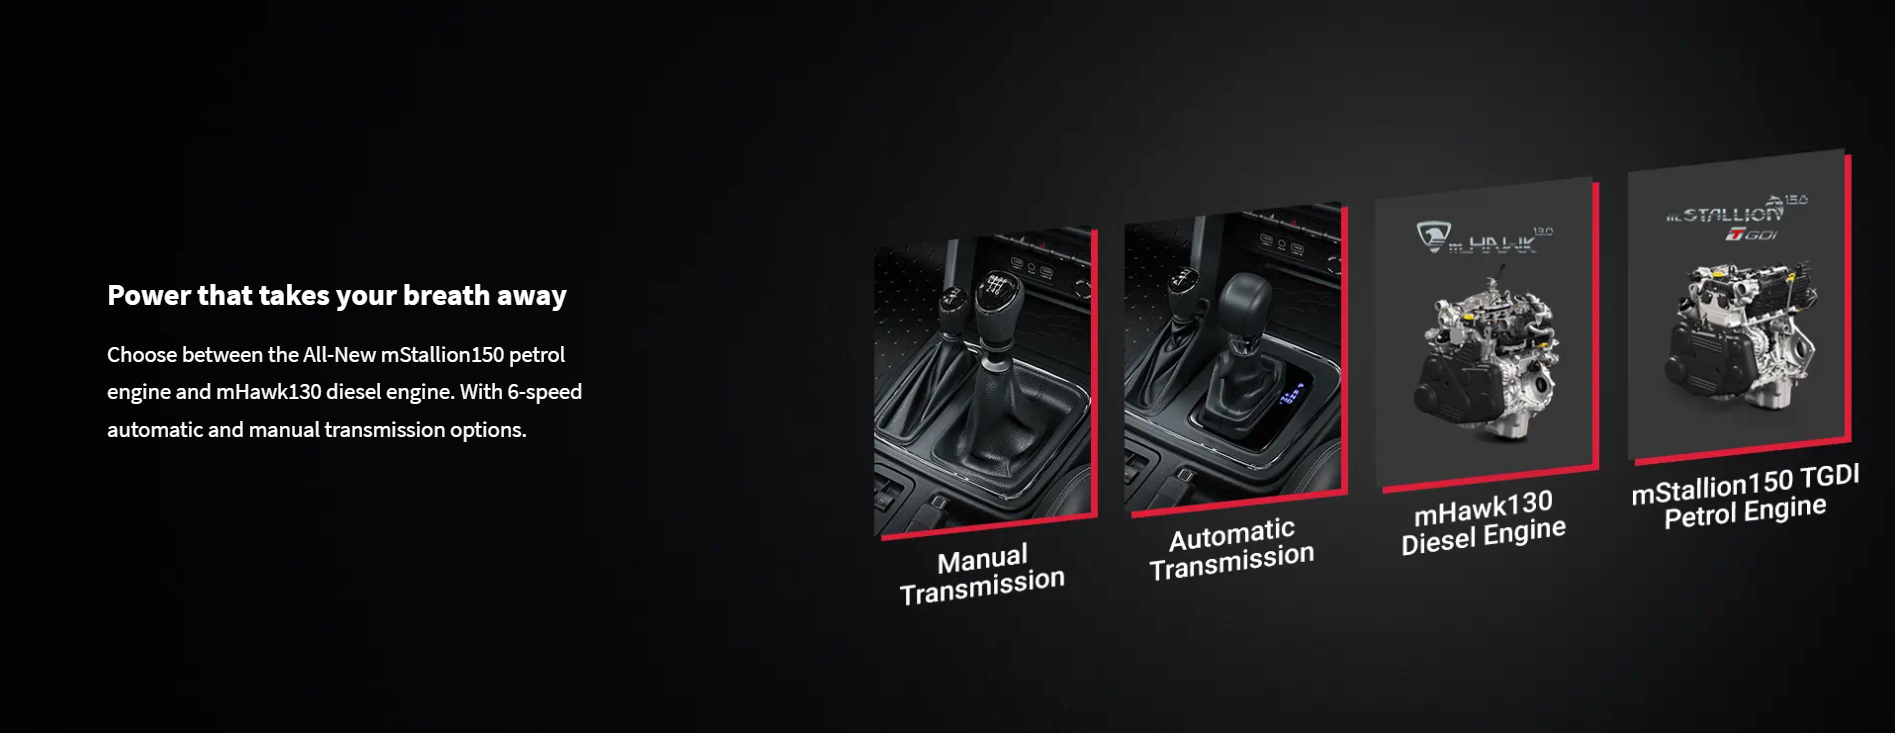 Power that takes your breath away
Choose between the All-New mStallion150 petrol
engine and mHawk130 diesel engine. With 6-speed
automatic and manual transmission options.
Manual
Transmission
Automatic
Transmission
mHAWK 130
mHawk130
Diesel Engine
mSTALLION 150
TGDi
mStallion150 TGDI
Petrol Engine